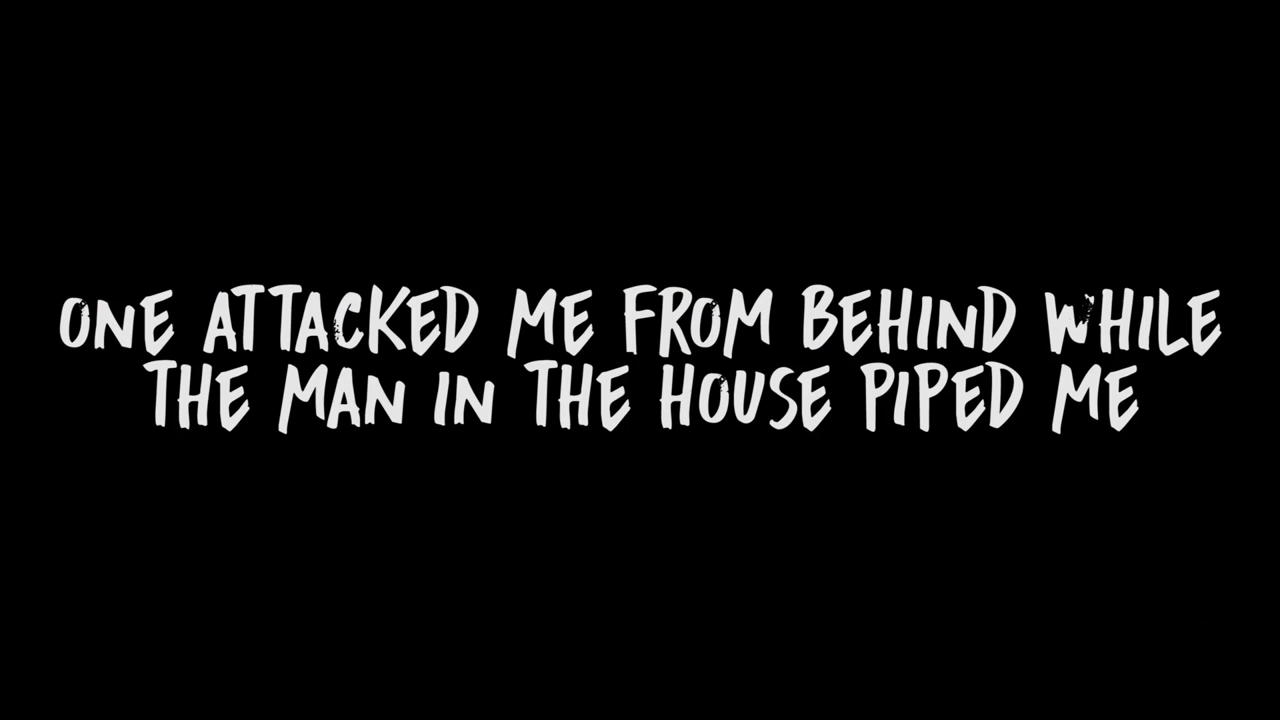 ONE ATTACKED ME FROM BEHIND WHILE
THE MAN IN THE HOUSE PIPED ME